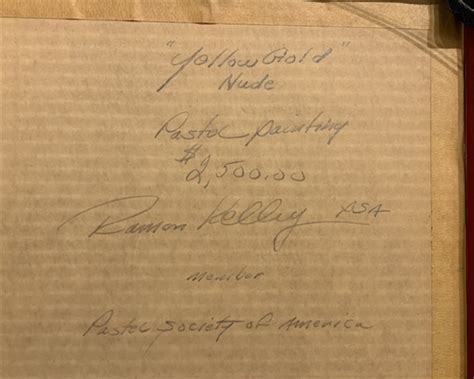 "Yellow Gold"
Nude
Pastel painting
$2,500.00
Ramon Kelley PSA
member
Pastel Society of America